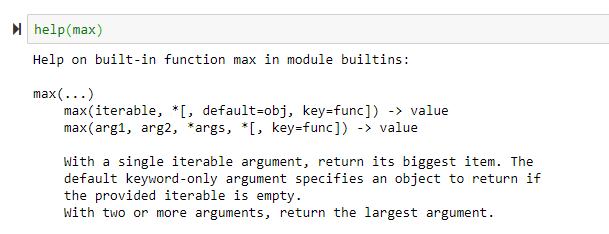 help(max)
Help on built-in function max in module builtins:
max(...)
max(iterable, *[, default=obj, key=func]) -> value
max(arg1, arg2, *args, *[, key=func]) -> value
With a single iterable argument, return its biggest item. The
default keyword-only argument specifies an object to return if
the provided iterable is empty.
With two or more arguments, return the largest argument.